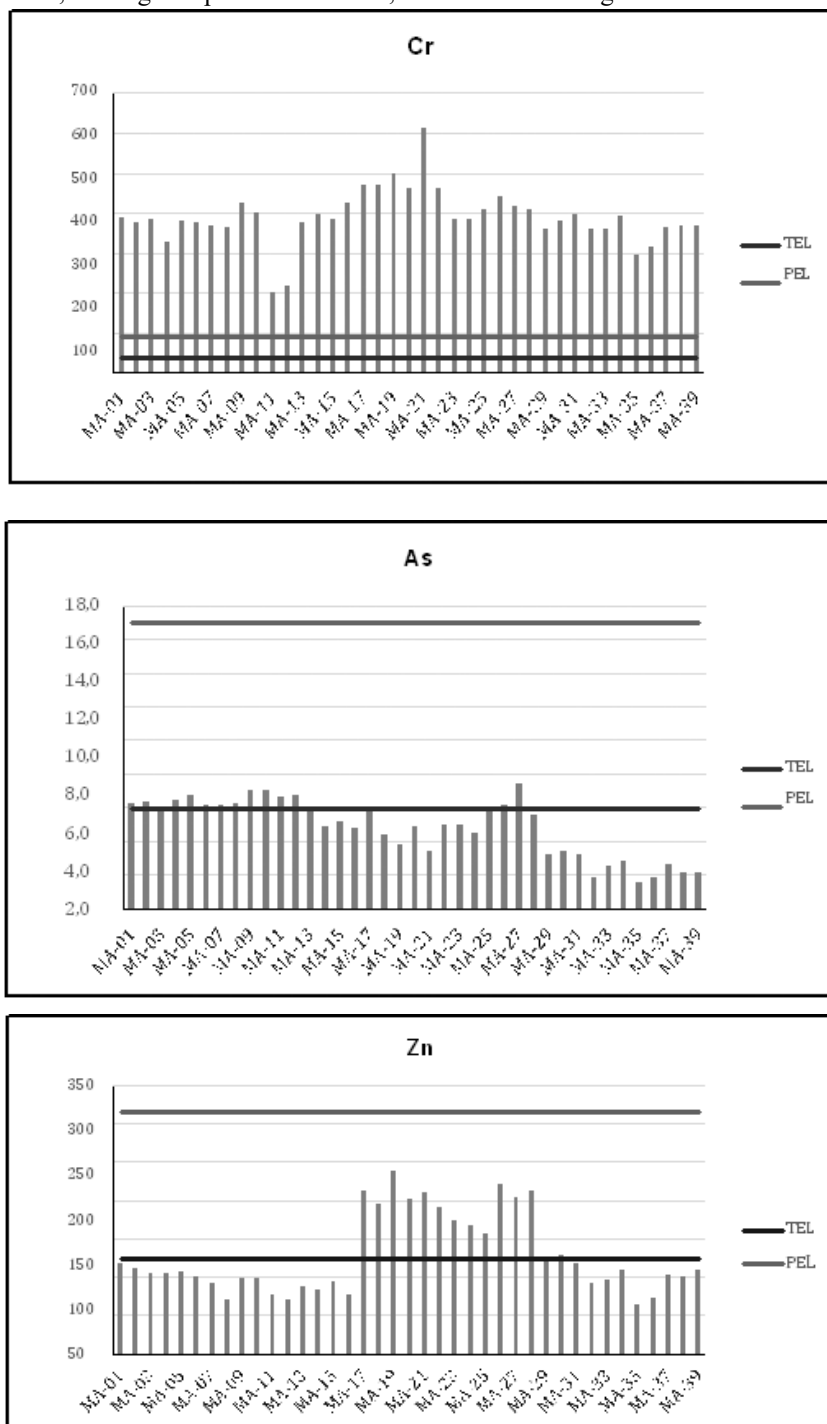 Cr
700
600
500
400
300
200
100
TEL
PEL
MA-01
MA-03
MA-05
MA-07
MA-09
MA-11
MA-13
MA-15
MA-17
MA-19
MA-21
MA-23
MA-25
MA-27
MA-29
MA-31
MA-33
MA-35
MA-37
MA-39
As
18,0
16,0
14,0
12,0
10,0
8,0
6,0
4,0
2,0
TEL
PEL
MA-01
MA-03
MA-05
MA-07
MA-09
MA-11
MA-13
MA-15
MA-17
MA-19
MA-21
MA-23
MA-25
MA-27
MA-29
MA-31
MA-33
MA-35
MA-37
MA-39
Zn
350
300
250
200
150
100
50
TEL
PEL
MA-01
MA-03
MA-05
MA-07
MA-09
MA-11
MA-13
MA-15
MA-17
MA-19
MA-21
MA-23
MA-25
MA-27
MA-29
MA-31
MA-33
MA-35
MA-37
MA-39